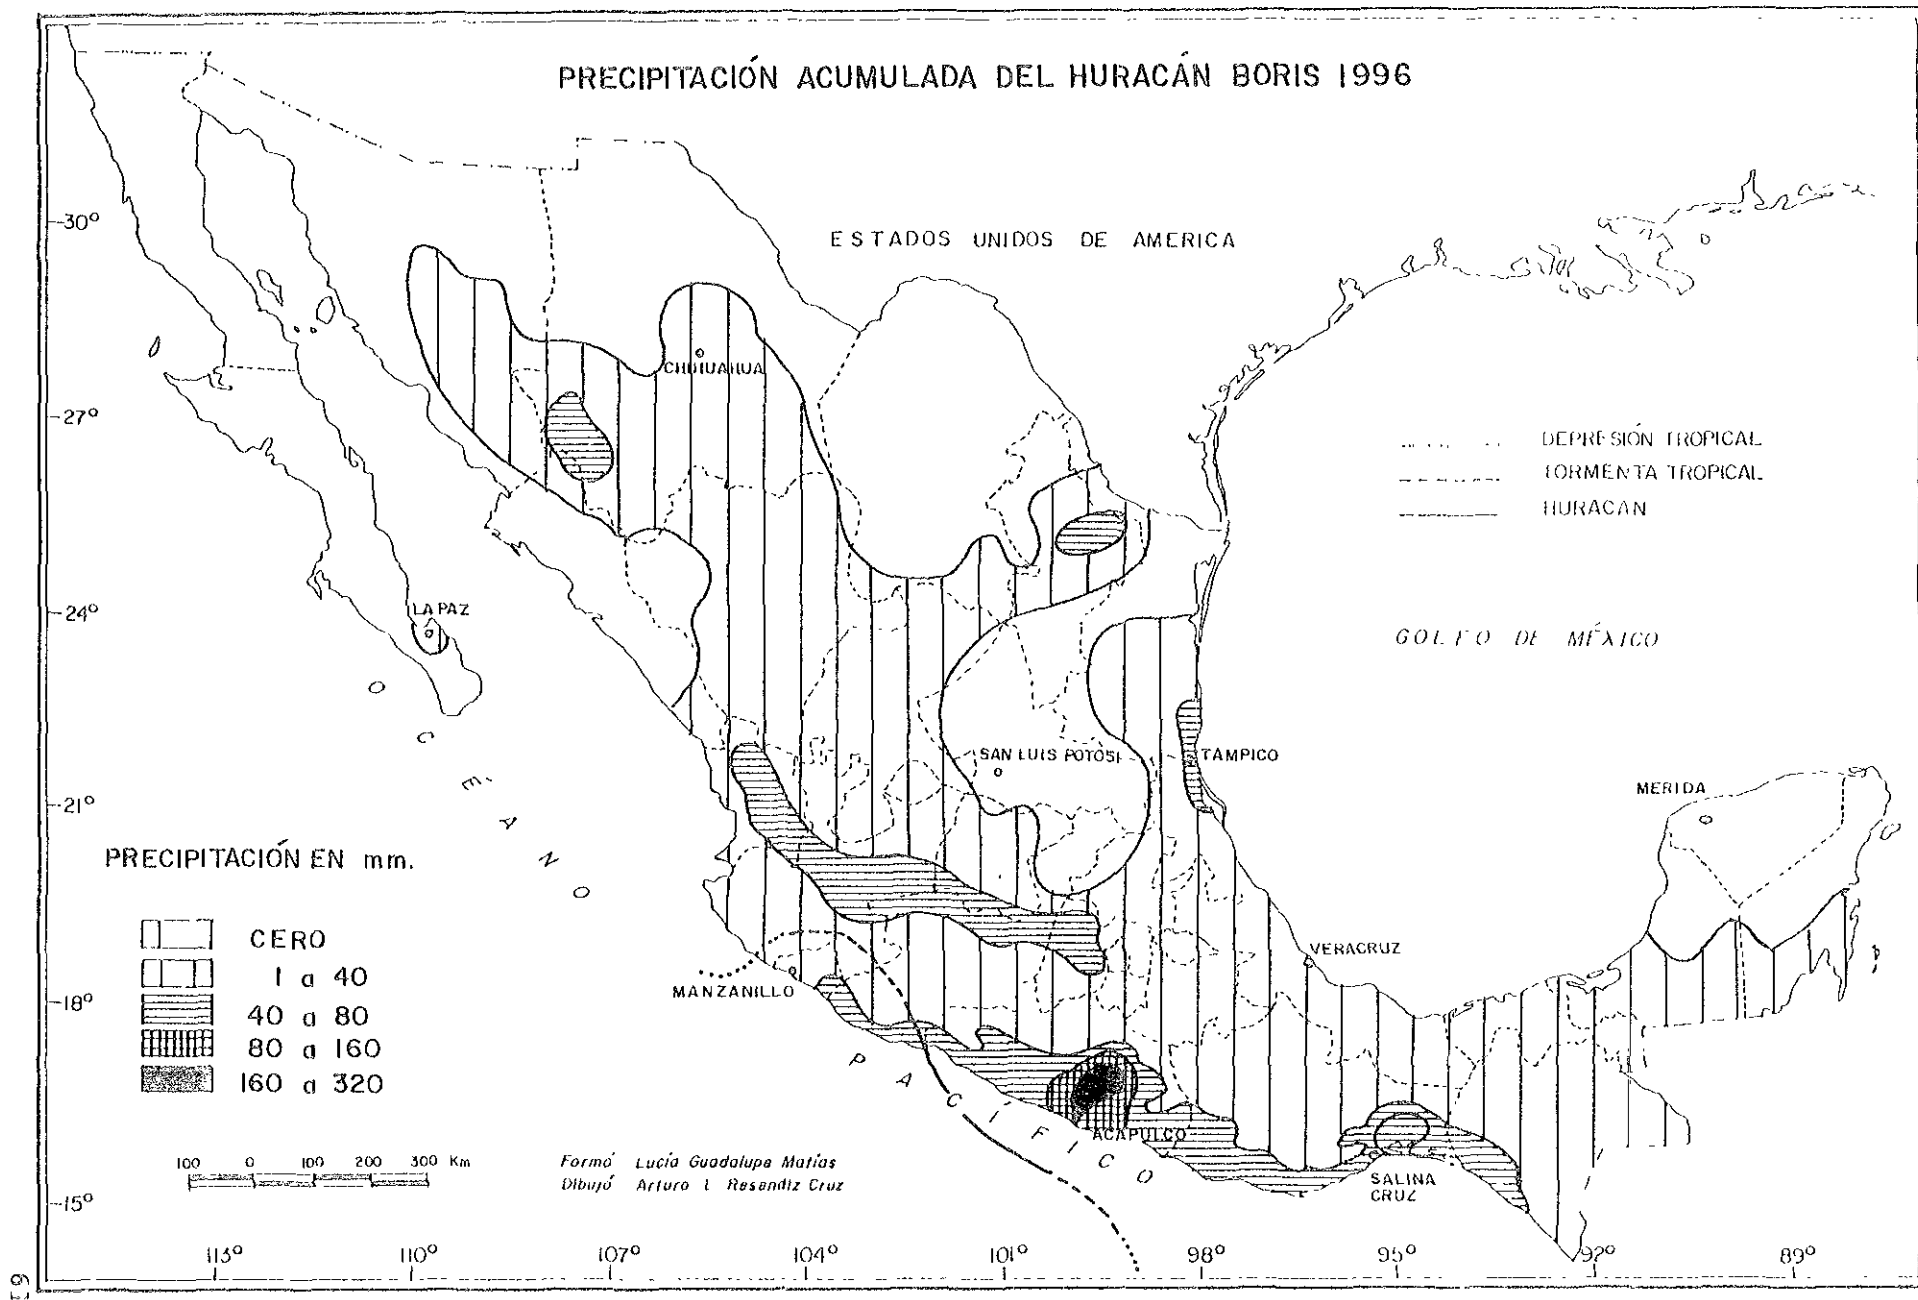 PRECIPITACIÓN ACUMULADA DEL HURACÁN BORIS 1996
30°
ESTADOS UNIDOS DE AMERICA
CHIHUAHUA
27°
DEPRESIÓN TROPICAL
TORMENTA TROPICAL
HURACAN
24°
LA PAZ
GOLFO DE MÉXICO
SAN LUIS POTOSI
TAMPICO
MERIDA
21°
OCÉANO
PRECIPITACIÓN EN mm.
CERO
1 a 40
40 a 80
80 a 160
160 a 320
VERACRUZ
MANZANILLO
18°
PACÍFICO
ACAPULCO
SALINA
CRUZ
100 0 100 200 300 Km
Formó Lucía Guadalupe Matías
Dibujó Arturo I. Resendiz Cruz
15°
113° 110° 107° 104° 101° 98° 95° 92° 89°